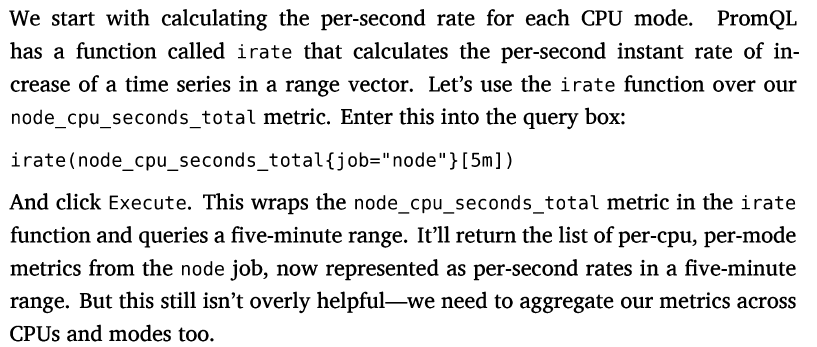 We start with calculating the per-second rate for each CPU mode. PromQL
has a function called irate that calculates the per-second instant rate of in-
crease of a time series in a range vector. Let’s use the irate function over our
node_cpu_seconds_total metric. Enter this into the query box:
irate(node_cpu_seconds_total{job="node"}[5m])
And click Execute. This wraps the node_cpu_seconds_total metric in the irate
function and queries a five-minute range. It’ll return the list of per-cpu, per-mode
metrics from the node job, now represented as per-second rates in a five-minute
range. But this still isn’t overly helpful—we need to aggregate our metrics across
CPUs and modes too.